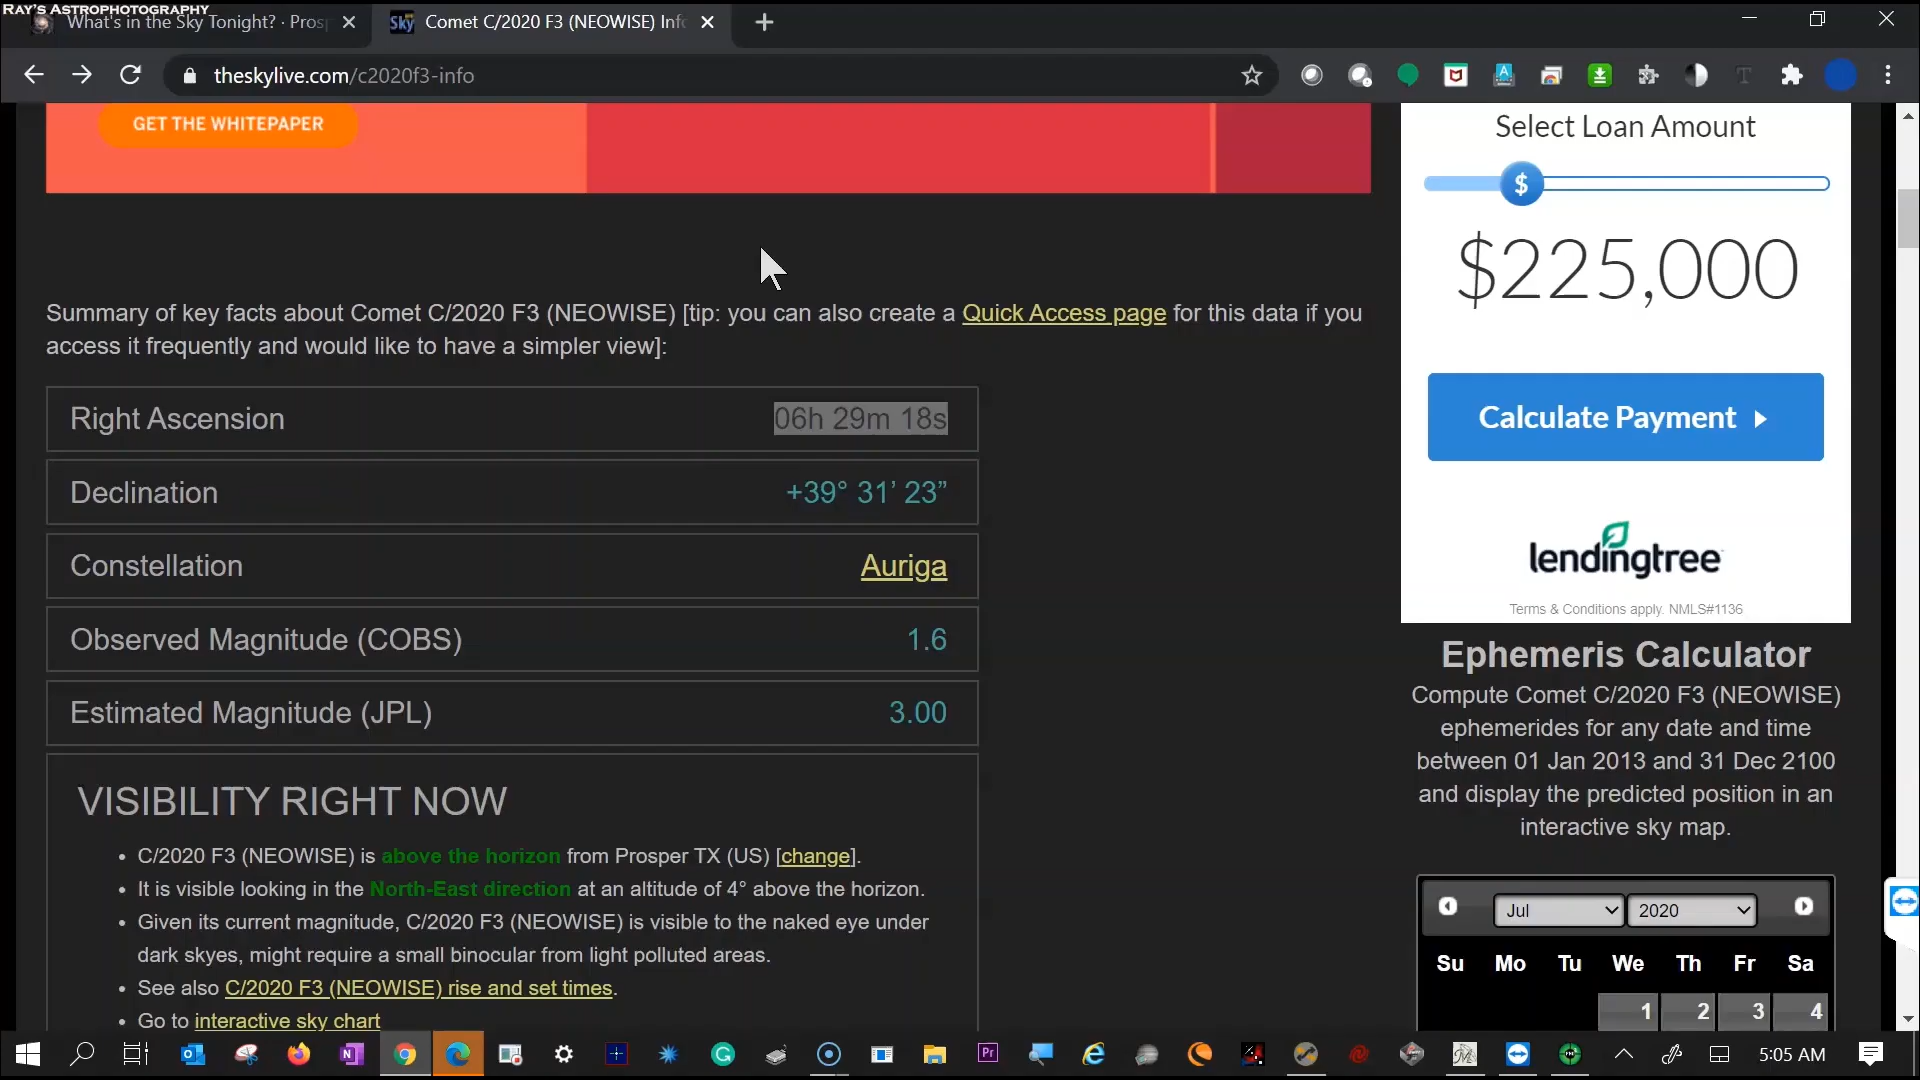 RAY'S ASTROPHOTOGRAPHY
What's in the Sky Tonight? · Prosp
Comet C/2020 F3 (NEOWISE) Info
theskylive.com/c2020f3-info
GET THE WHITEPAPER
Select Loan Amount
$
$225,000
Calculate Payment
lendingtree
Terms & Conditions apply. NMLS#1136
Summary of key facts about Comet C/2020 F3 (NEOWISE) [tip: you can also create a Quick Access page for this data if you
access it frequently and would like to have a simpler view]:
Right Ascension 06h 29m 18s
Declination +39° 31’ 23”
Constellation Auriga
Observed Magnitude (COBS) 1.6
Estimated Magnitude (JPL) 3.00
VISIBILITY RIGHT NOW
• C/2020 F3 (NEOWISE) is above the horizon from Prosper TX (US) [change].
• It is visible looking in the North-East direction at an altitude of 4° above the horizon.
• Given its current magnitude, C/2020 F3 (NEOWISE) is visible to the naked eye under
dark skyes, might require a small binocular from light polluted areas.
• See also C/2020 F3 (NEOWISE) rise and set times.
• Go to interactive sky chart
Ephemeris Calculator
Compute Comet C/2020 F3 (NEOWISE)
ephemerides for any date and time
between 01 Jan 2013 and 31 Dec 2100
and display the predicted position in an
interactive sky map.
Jul 2020
Su Mo Tu We Th Fr Sa
1 2 3 4
5:05 AM